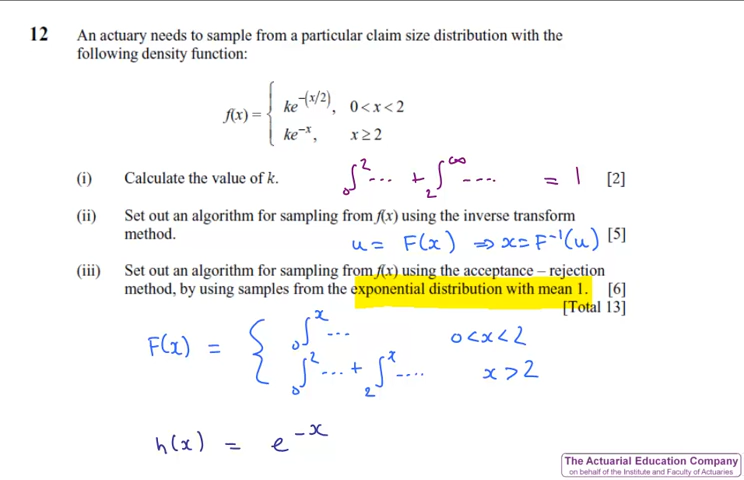 12 An actuary needs to sample from a particular claim size distribution with the
following density function:
f(x) = { ke^{-(x/2)}, 0 < x < 2
ke^{-x}, x ≥ 2
(i) Calculate the value of k. ₀∫² ... + ₂∫^∞ .... = 1 [2]
(ii) Set out an algorithm for sampling from f(x) using the inverse transform
method. u = F(x) ⇒ x = F⁻¹(u) [5]
(iii) Set out an algorithm for sampling from f(x) using the acceptance – rejection
method, by using samples from the exponential distribution with mean 1. [6]
[Total 13]
F(x) = { ₀∫^x ... 0 < x < 2
₀∫² ... + ₂∫^x .... x > 2
h(x) = e^{-x}
The Actuarial Education Company
on behalf of the Institute and Faculty of Actuaries